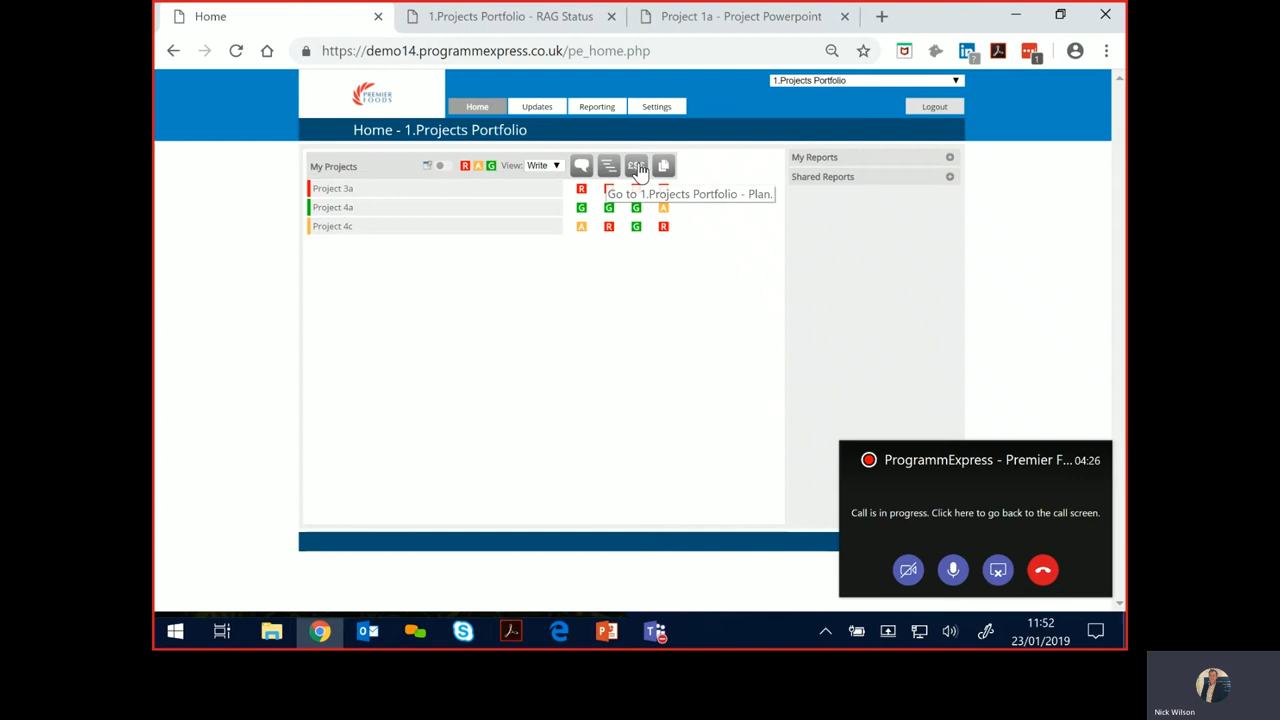 Home
1.Projects Portfolio - RAG Status
Project 1a - Project Powerpoint
https://demo14.programmexpress.co.uk/pe_home.php
?
1
PREMIER
FOODS
1.Projects Portfolio
Home
Updates
Reporting
Settings
Logout
Home - 1.Projects Portfolio
My Projects
R A G View: Write
My Reports
Shared Reports
Project 3a
R
Go to 1.Projects Portfolio - Plan.
Project 4a
G G G A
Project 4c
A R G R
ProgrammExpress - Premier F... 04:26
Call is in progress. Click here to go back to the call screen.
11:52
23/01/2019
Nick Wilson